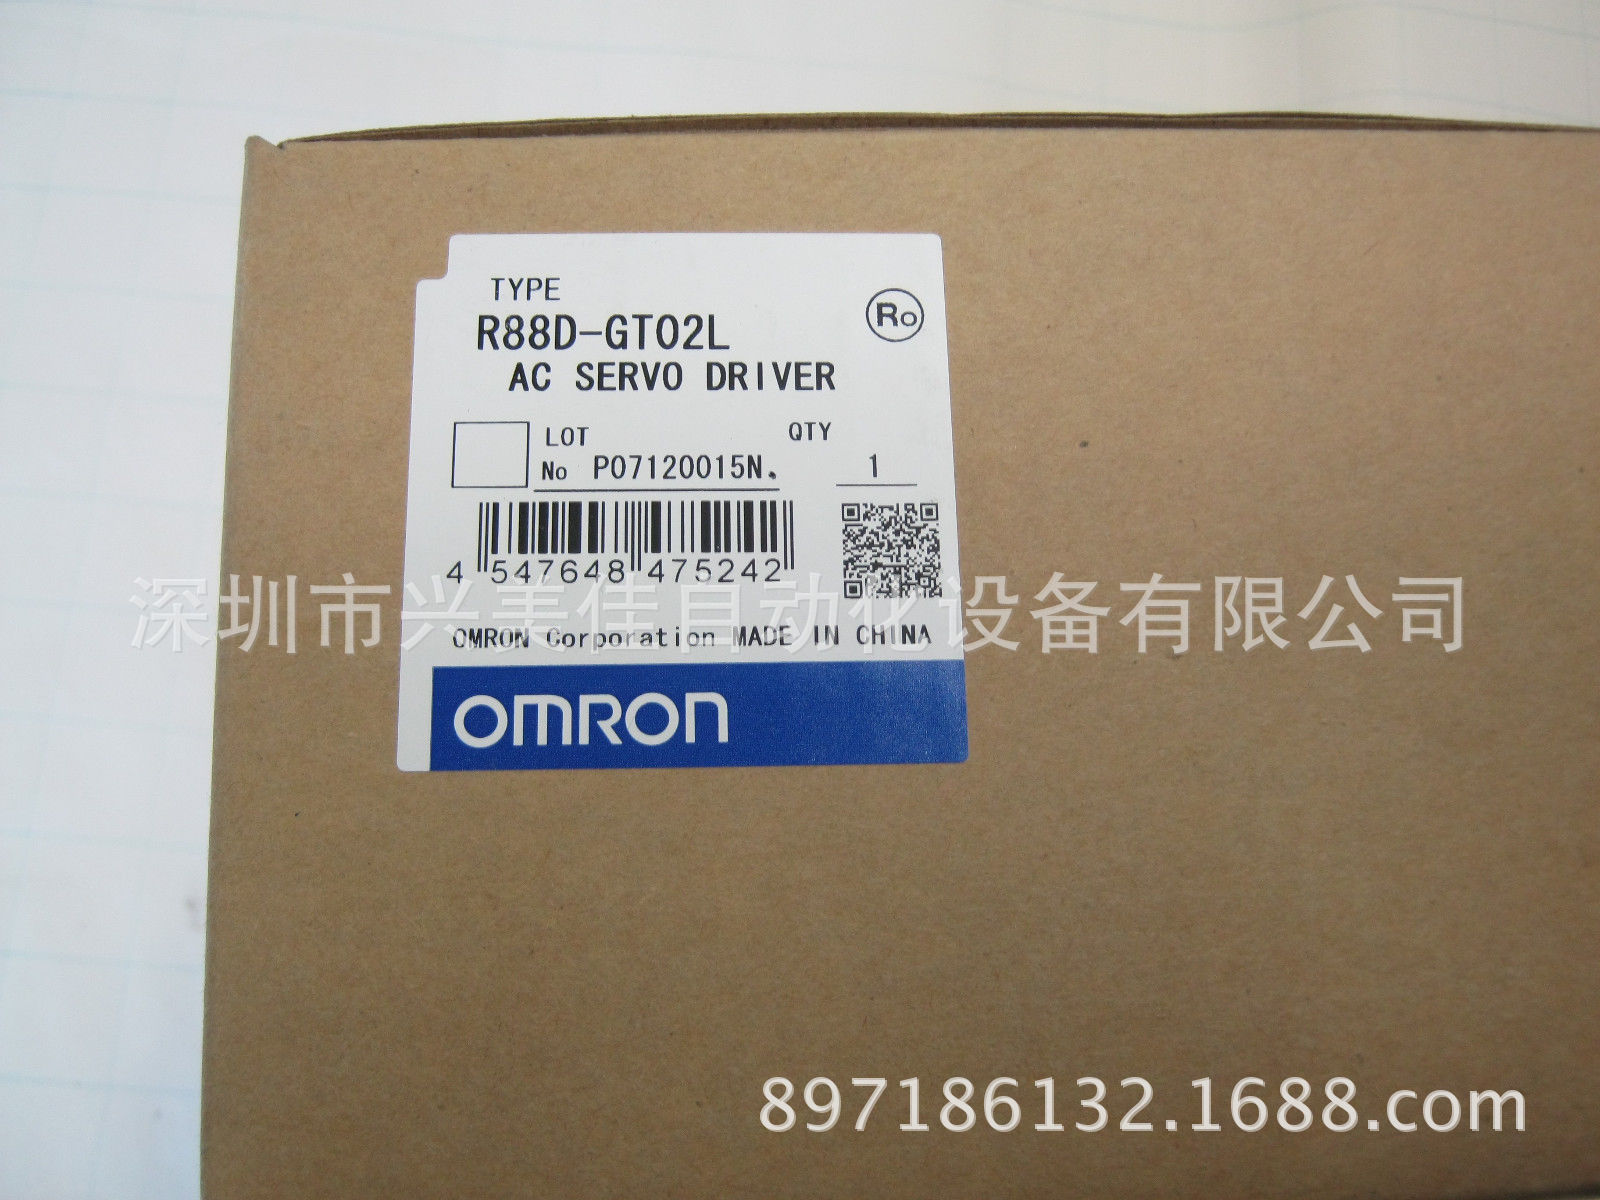 TYPE
R88D-GT02L
Ro
AC SERVO DRIVER
LOT
QTY
No P07120015N.
1
4 547648 475242
深圳市兴美佳自动化设备有限公司
OMRON Corporation MADE IN CHINA
OMRON
897186132.1688.com